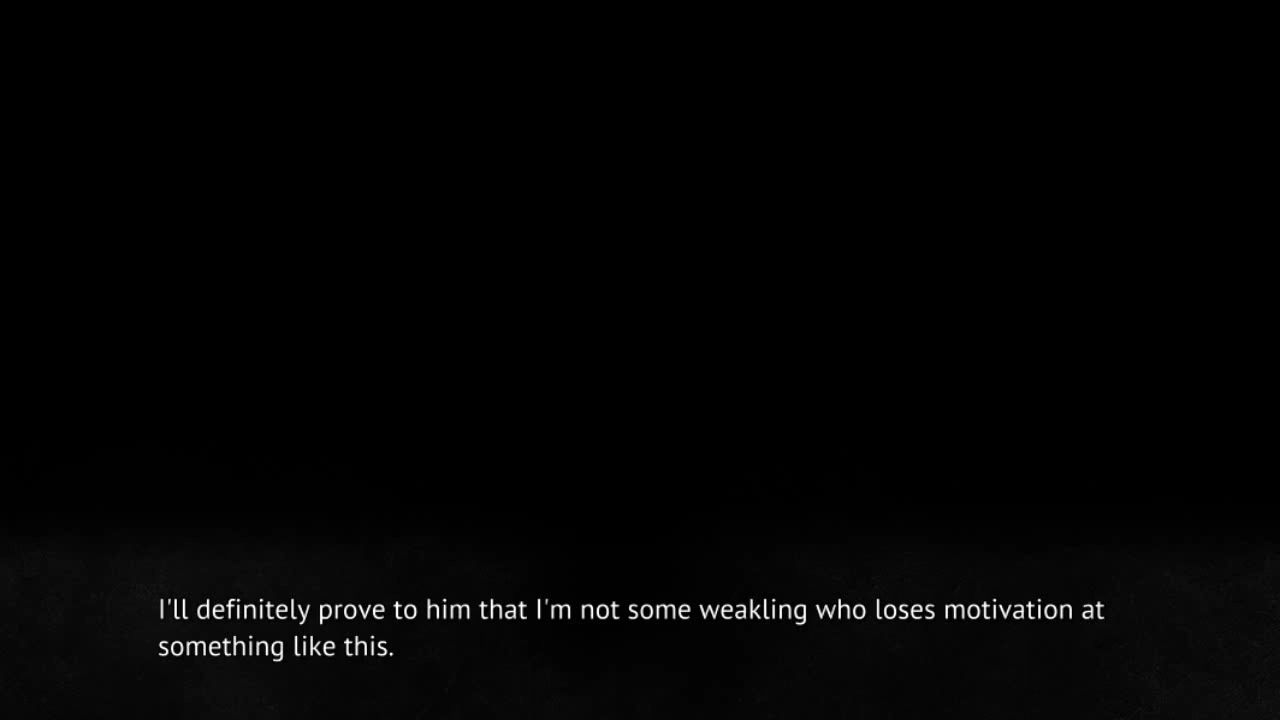 I'll definitely prove to him that I'm not some weakling who loses motivation at
something like this.